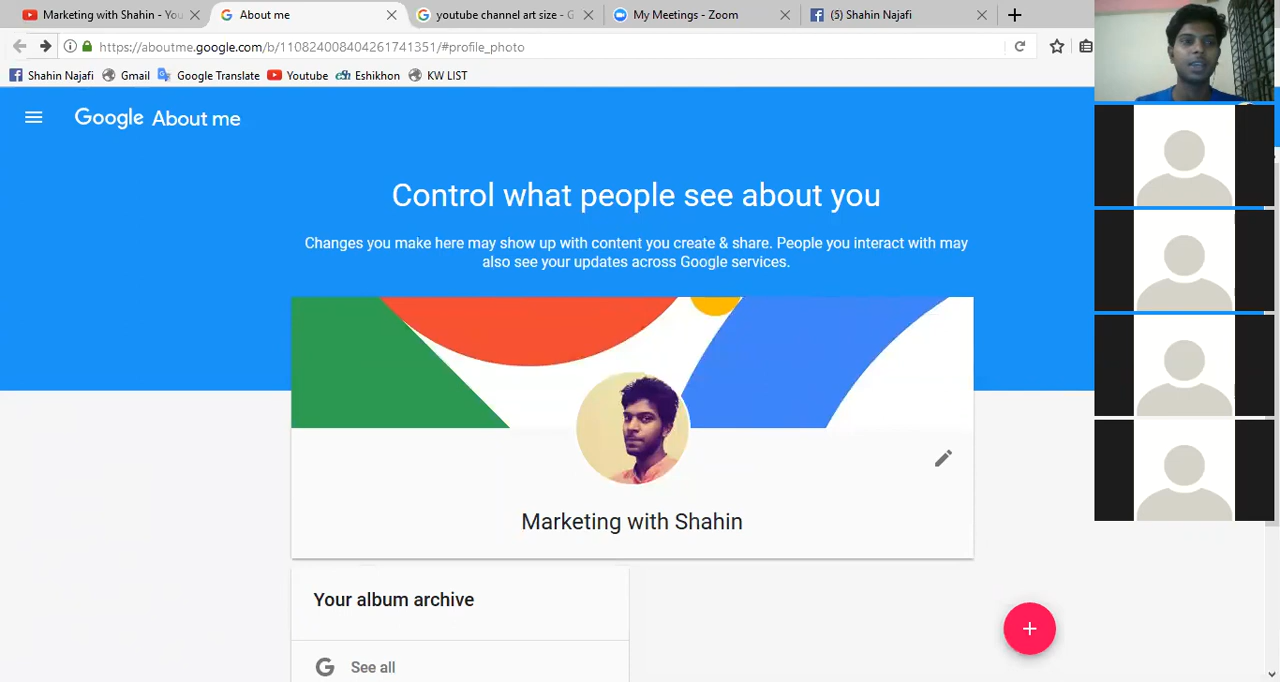 Marketing with Shahin - You
About me
youtube channel art size - G
My Meetings - Zoom
(5) Shahin Najafi
https://aboutme.google.com/b/110824008404261741351/#profile_photo
Shahin Najafi
Gmail
Google Translate
Youtube
Eshikhon
KW LIST
Google About me
Control what people see about you
Changes you make here may show up with content you create & share. People you interact with may
also see your updates across Google services.
Marketing with Shahin
Your album archive
See all